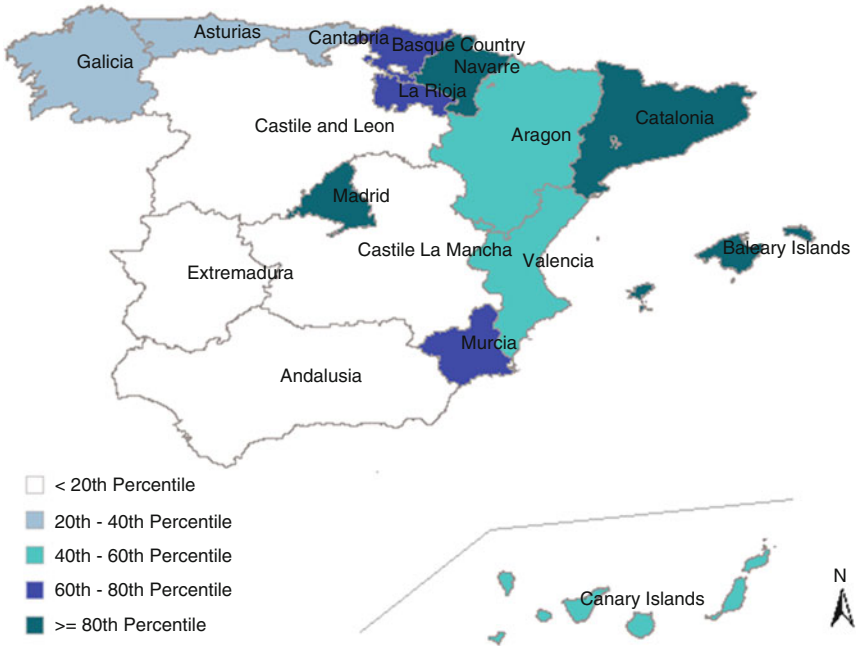 Asturias
Cantabria
Basque Country
Galicia
Navarre
La Rioja
Castile and Leon
Aragon
Catalonia
Madrid
Castile La Mancha
Valencia
Baleary Islands
Extremadura
Murcia
Andalusia
< 20th Percentile
20th - 40th Percentile
40th - 60th Percentile
60th - 80th Percentile
>= 80th Percentile
Canary Islands
N